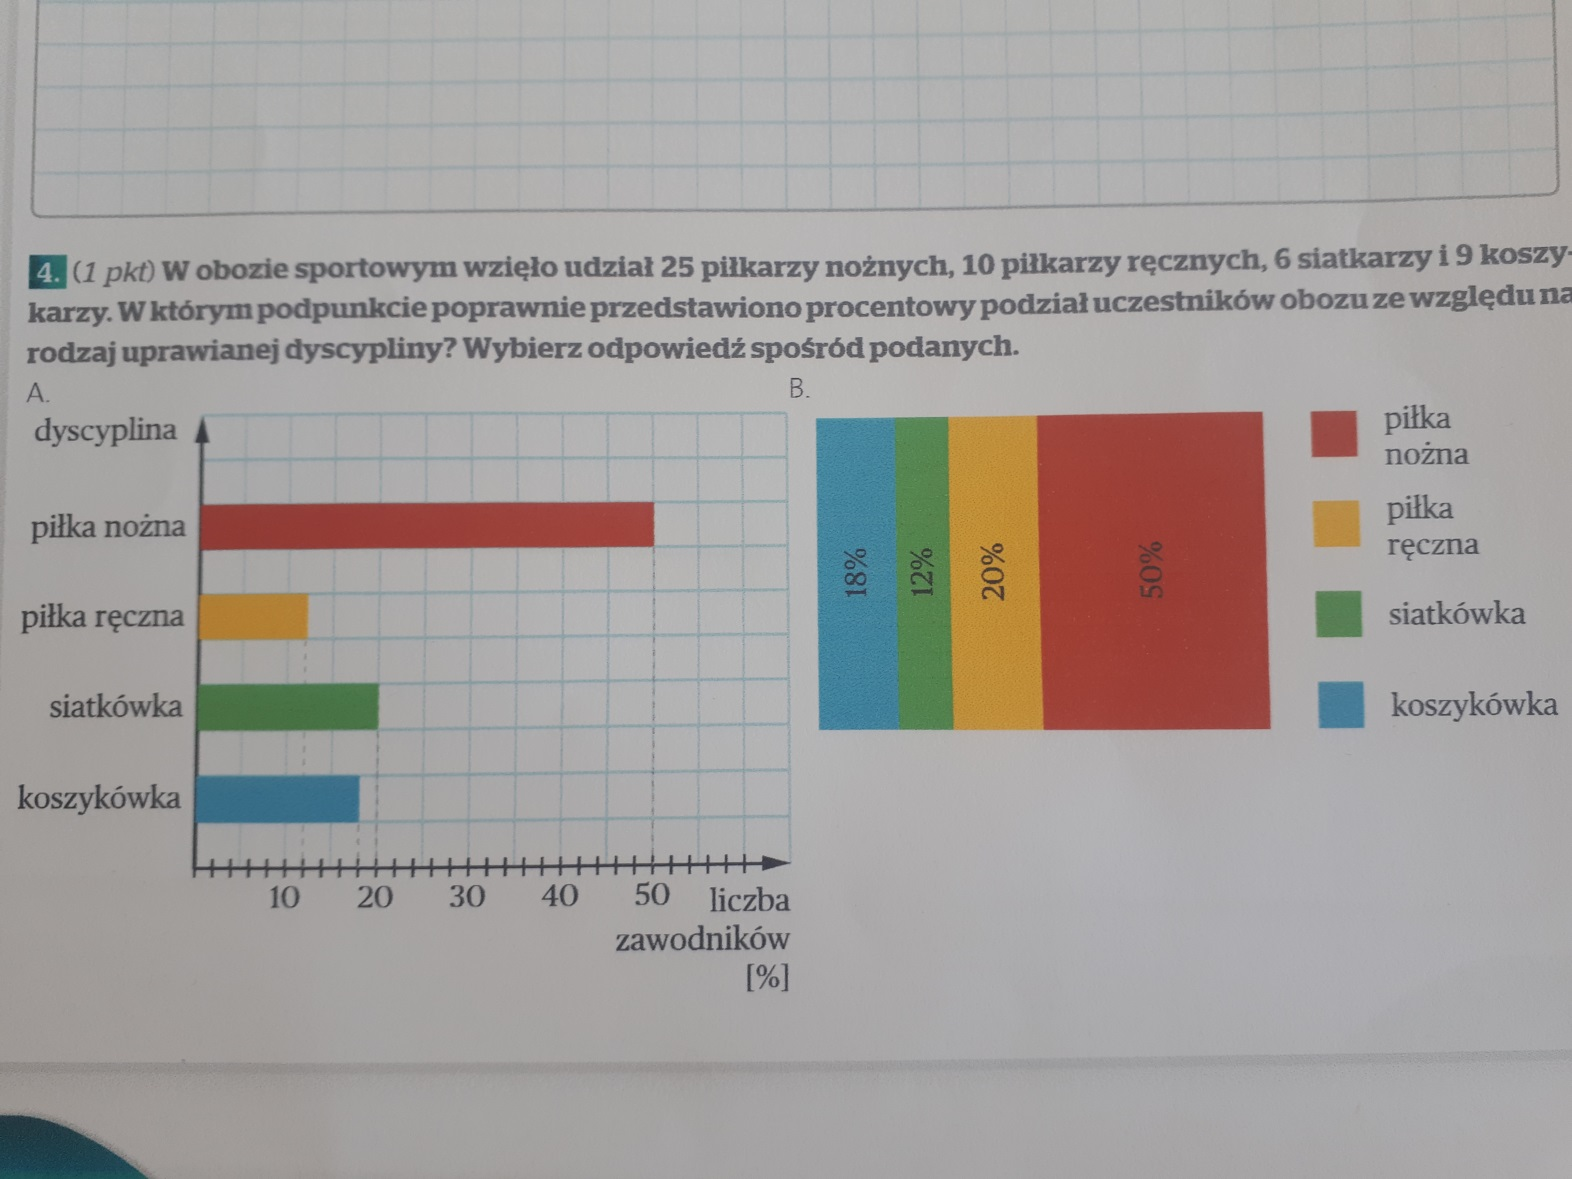 4. (1 pkt) W obozie sportowym wzięło udział 25 piłkarzy nożnych, 10 piłkarzy ręcznych, 6 siatkarzy i 9 koszy-
karzy. W którym podpunkcie poprawnie przedstawiono procentowy podział uczestników obozu ze względu na
rodzaj uprawianej dyscypliny? Wybierz odpowiedź spośród podanych.
A.
dyscyplina
piłka nożna
piłka ręczna
siatkówka
koszykówka
10 20 30 40 50 liczba
zawodników
[%]
B.
18% 12% 20% 50%
piłka
nożna
piłka
ręczna
siatkówka
koszykówka